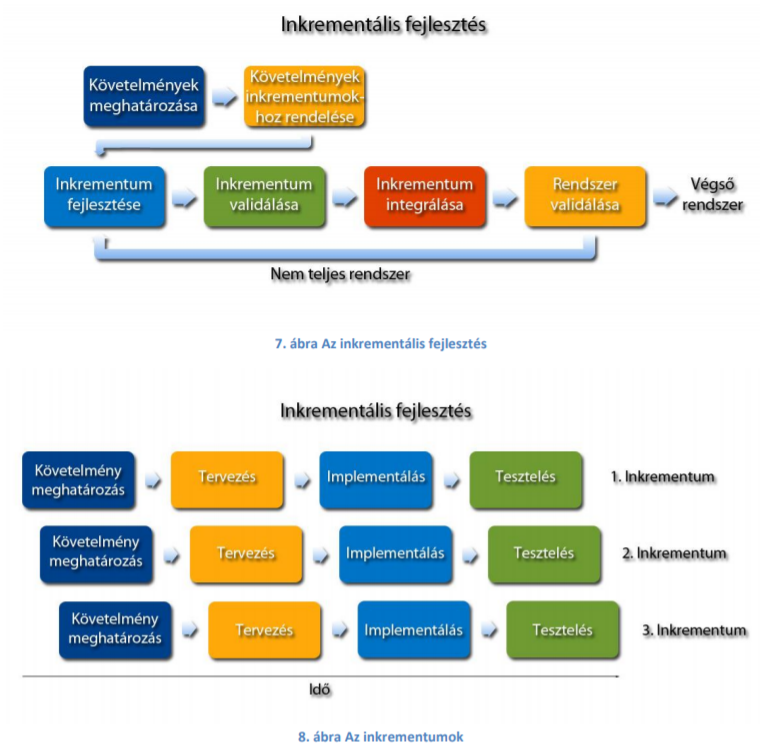 Inkrementális fejlesztés
Követelmények
meghatározása
Követelmények
inkrementumok-
hoz rendelése
Inkrementum
fejlesztése
Inkrementum
validálása
Inkrementum
integrálása
Rendszer
validálása
Végső
rendszer
Nem teljes rendszer
7. ábra Az inkrementális fejlesztés
Inkrementális fejlesztés
Követelmény
meghatározás
Tervezés
Implementálás
Tesztelés
1. Inkrementum
Követelmény
meghatározás
Tervezés
Implementálás
Tesztelés
2. Inkrementum
Követelmény
meghatározás
Tervezés
Implementálás
Tesztelés
3. Inkrementum
Idő
8. ábra Az inkrementumok